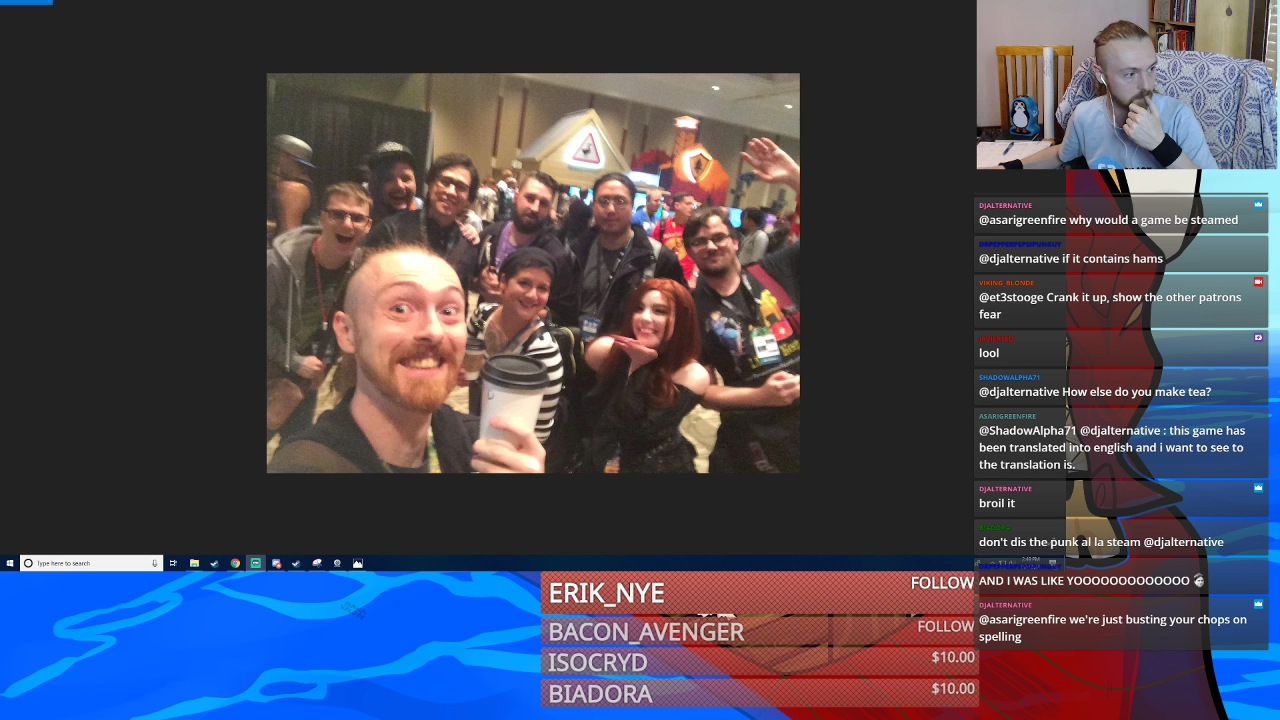 Type here to search
ERIK_NYE
FOLLOW
BACON_AVENGER
FOLLOW
ISOCRYD
$10.00
BIADORA
$10.00
DJALTERNATIVE
@asarigreenfire why would a game be steamed
@djalternative if it contains hams
VIKING_BLONDE
@et3stooge Crank it up, show the other patrons
fear
lool
SHADOWALPHA71
@djalternative How else do you make tea?
ASARIGREENFIRE
@ShadowAlpha71 @djalternative : this game has
been translated into english and i want to see to
the translation is.
DJALTERNATIVE
broil it
don't dis the punk al la steam @djalternative
AND I WAS LIKE YOOOOOOOOOOOOO
DJALTERNATIVE
@asarigreenfire we're just busting your chops on
spelling